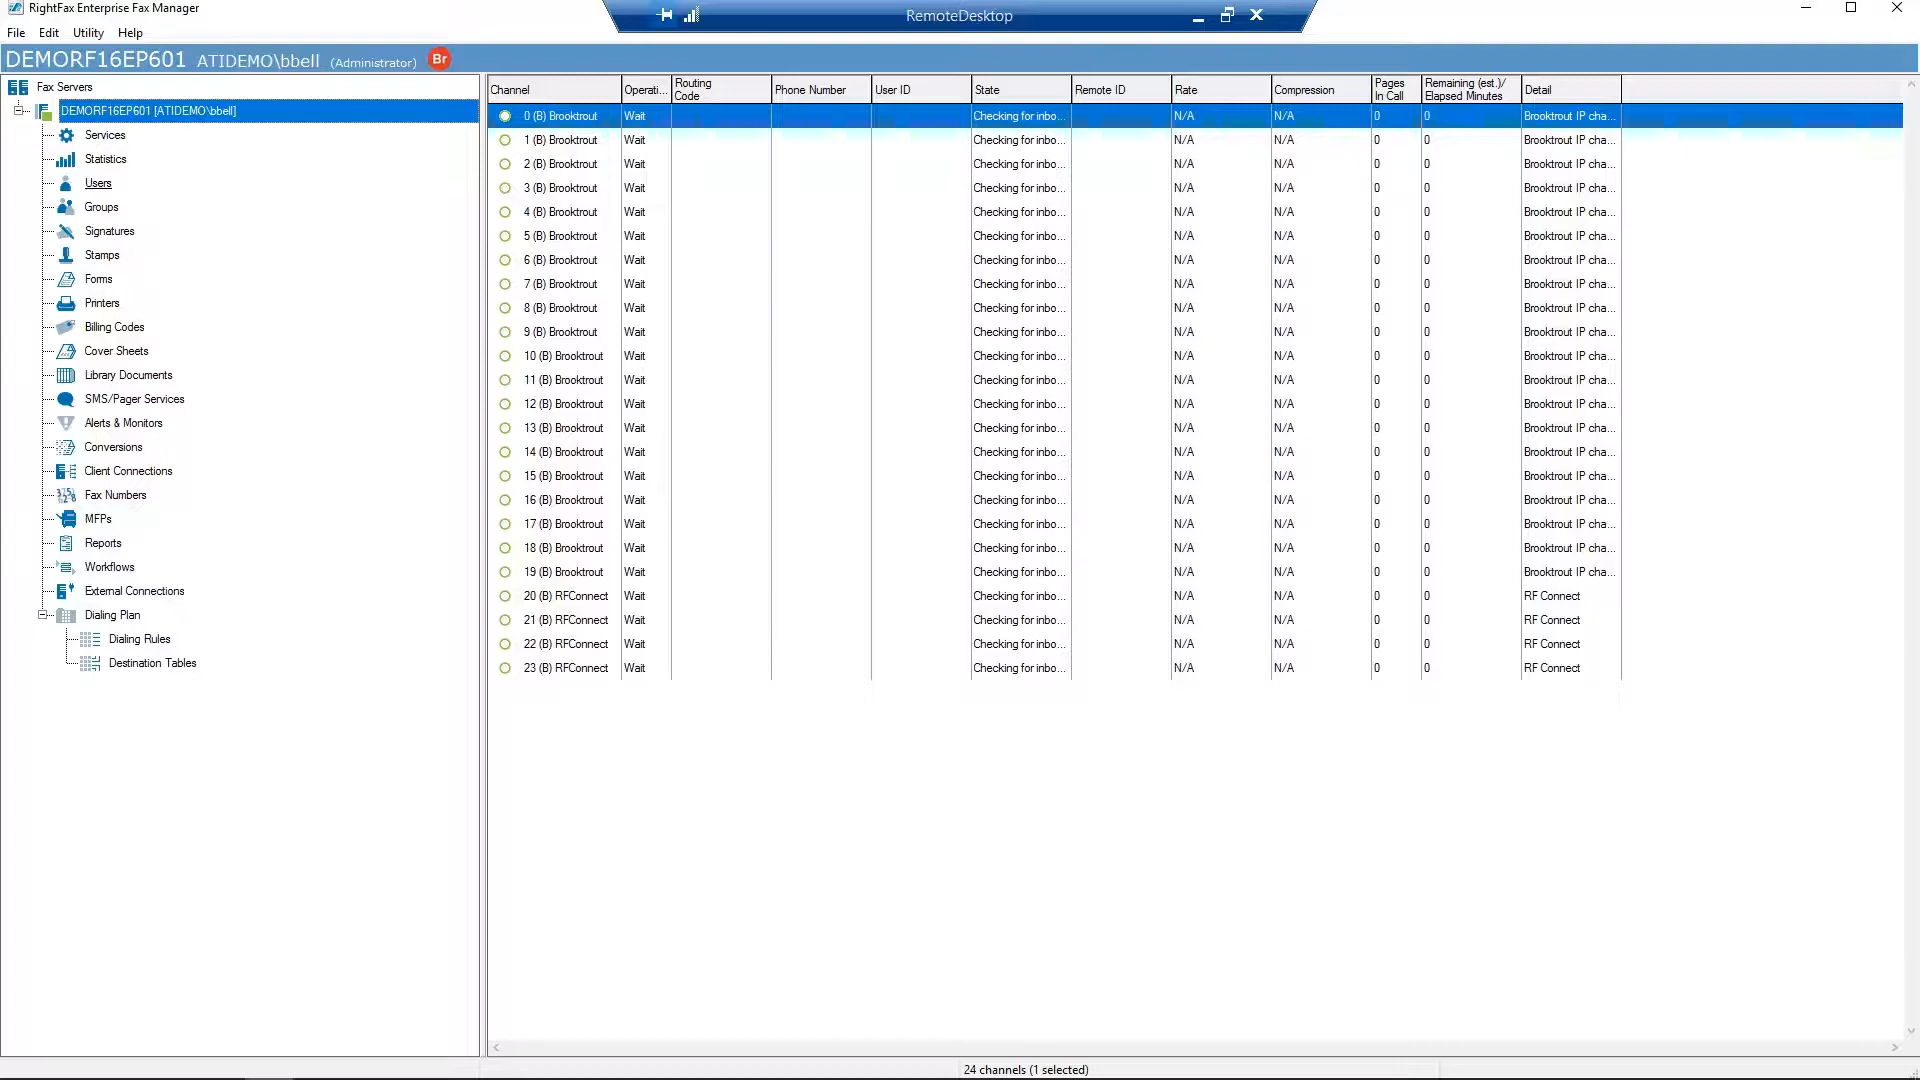 RightFax Enterprise Fax Manager
RemoteDesktop
File Edit Utility Help
DEMORF16EP601 ATIDEMO\bbell (Administrator) Br
Fax Servers
DEMORF16EP601 [ATIDEMO\bbell]
Services
Statistics
Users
Groups
Signatures
Stamps
Forms
Printers
Billing Codes
Cover Sheets
Library Documents
SMS/Pager Services
Alerts & Monitors
Conversions
Client Connections
Fax Numbers
MFPs
Reports
Workflows
External Connections
Dialing Plan
Dialing Rules
Destination Tables
Channel Operati... Routing Code Phone Number User ID State Remote ID Rate Compression Pages In Call Remaining (est.)/ Elapsed Minutes Detail
0 (B) Brooktrout Wait Checking for inbo... N/A N/A 0 0 Brooktrout IP cha...
1 (B) Brooktrout Wait Checking for inbo... N/A N/A 0 0 Brooktrout IP cha...
2 (B) Brooktrout Wait Checking for inbo... N/A N/A 0 0 Brooktrout IP cha...
3 (B) Brooktrout Wait Checking for inbo... N/A N/A 0 0 Brooktrout IP cha...
4 (B) Brooktrout Wait Checking for inbo... N/A N/A 0 0 Brooktrout IP cha...
5 (B) Brooktrout Wait Checking for inbo... N/A N/A 0 0 Brooktrout IP cha...
6 (B) Brooktrout Wait Checking for inbo... N/A N/A 0 0 Brooktrout IP cha...
7 (B) Brooktrout Wait Checking for inbo... N/A N/A 0 0 Brooktrout IP cha...
8 (B) Brooktrout Wait Checking for inbo... N/A N/A 0 0 Brooktrout IP cha...
9 (B) Brooktrout Wait Checking for inbo... N/A N/A 0 0 Brooktrout IP cha...
10 (B) Brooktrout Wait Checking for inbo... N/A N/A 0 0 Brooktrout IP cha...
11 (B) Brooktrout Wait Checking for inbo... N/A N/A 0 0 Brooktrout IP cha...
12 (B) Brooktrout Wait Checking for inbo... N/A N/A 0 0 Brooktrout IP cha...
13 (B) Brooktrout Wait Checking for inbo... N/A N/A 0 0 Brooktrout IP cha...
14 (B) Brooktrout Wait Checking for inbo... N/A N/A 0 0 Brooktrout IP cha...
15 (B) Brooktrout Wait Checking for inbo... N/A N/A 0 0 Brooktrout IP cha...
16 (B) Brooktrout Wait Checking for inbo... N/A N/A 0 0 Brooktrout IP cha...
17 (B) Brooktrout Wait Checking for inbo... N/A N/A 0 0 Brooktrout IP cha...
18 (B) Brooktrout Wait Checking for inbo... N/A N/A 0 0 Brooktrout IP cha...
19 (B) Brooktrout Wait Checking for inbo... N/A N/A 0 0 Brooktrout IP cha...
20 (B) RFConnect Wait Checking for inbo... N/A N/A 0 0 RF Connect
21 (B) RFConnect Wait Checking for inbo... N/A N/A 0 0 RF Connect
22 (B) RFConnect Wait Checking for inbo... N/A N/A 0 0 RF Connect
23 (B) RFConnect Wait Checking for inbo... N/A N/A 0 0 RF Connect
24 channels (1 selected)